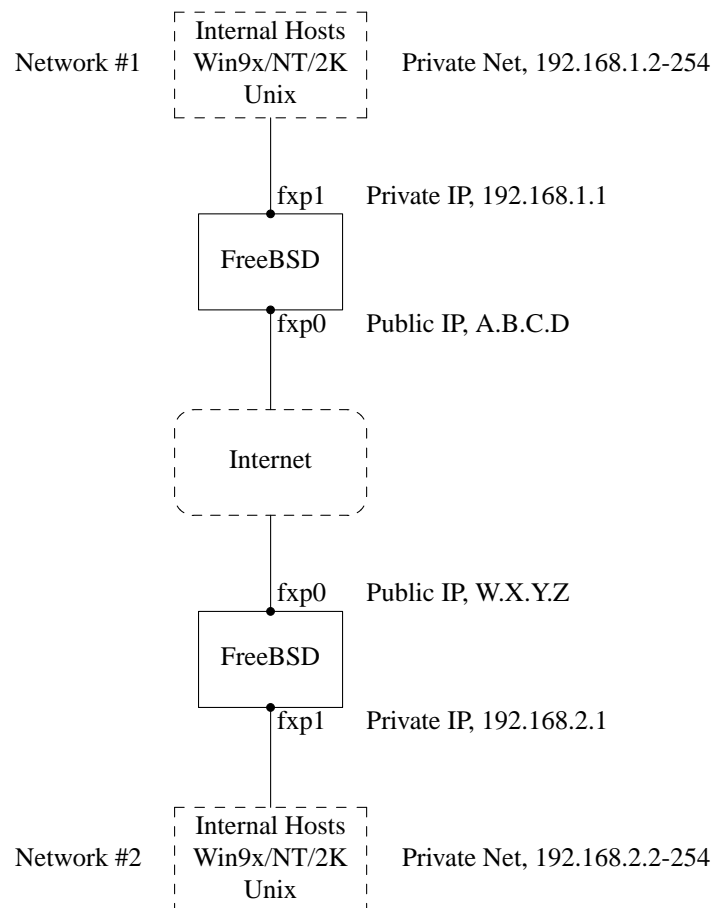 Internal Hosts
Network #1 Win9x/NT/2K Private Net, 192.168.1.2-254
Unix
fxp1 Private IP, 192.168.1.1
FreeBSD
fxp0 Public IP, A.B.C.D
Internet
fxp0 Public IP, W.X.Y.Z
FreeBSD
fxp1 Private IP, 192.168.2.1
Internal Hosts
Network #2 Win9x/NT/2K Private Net, 192.168.2.2-254
Unix